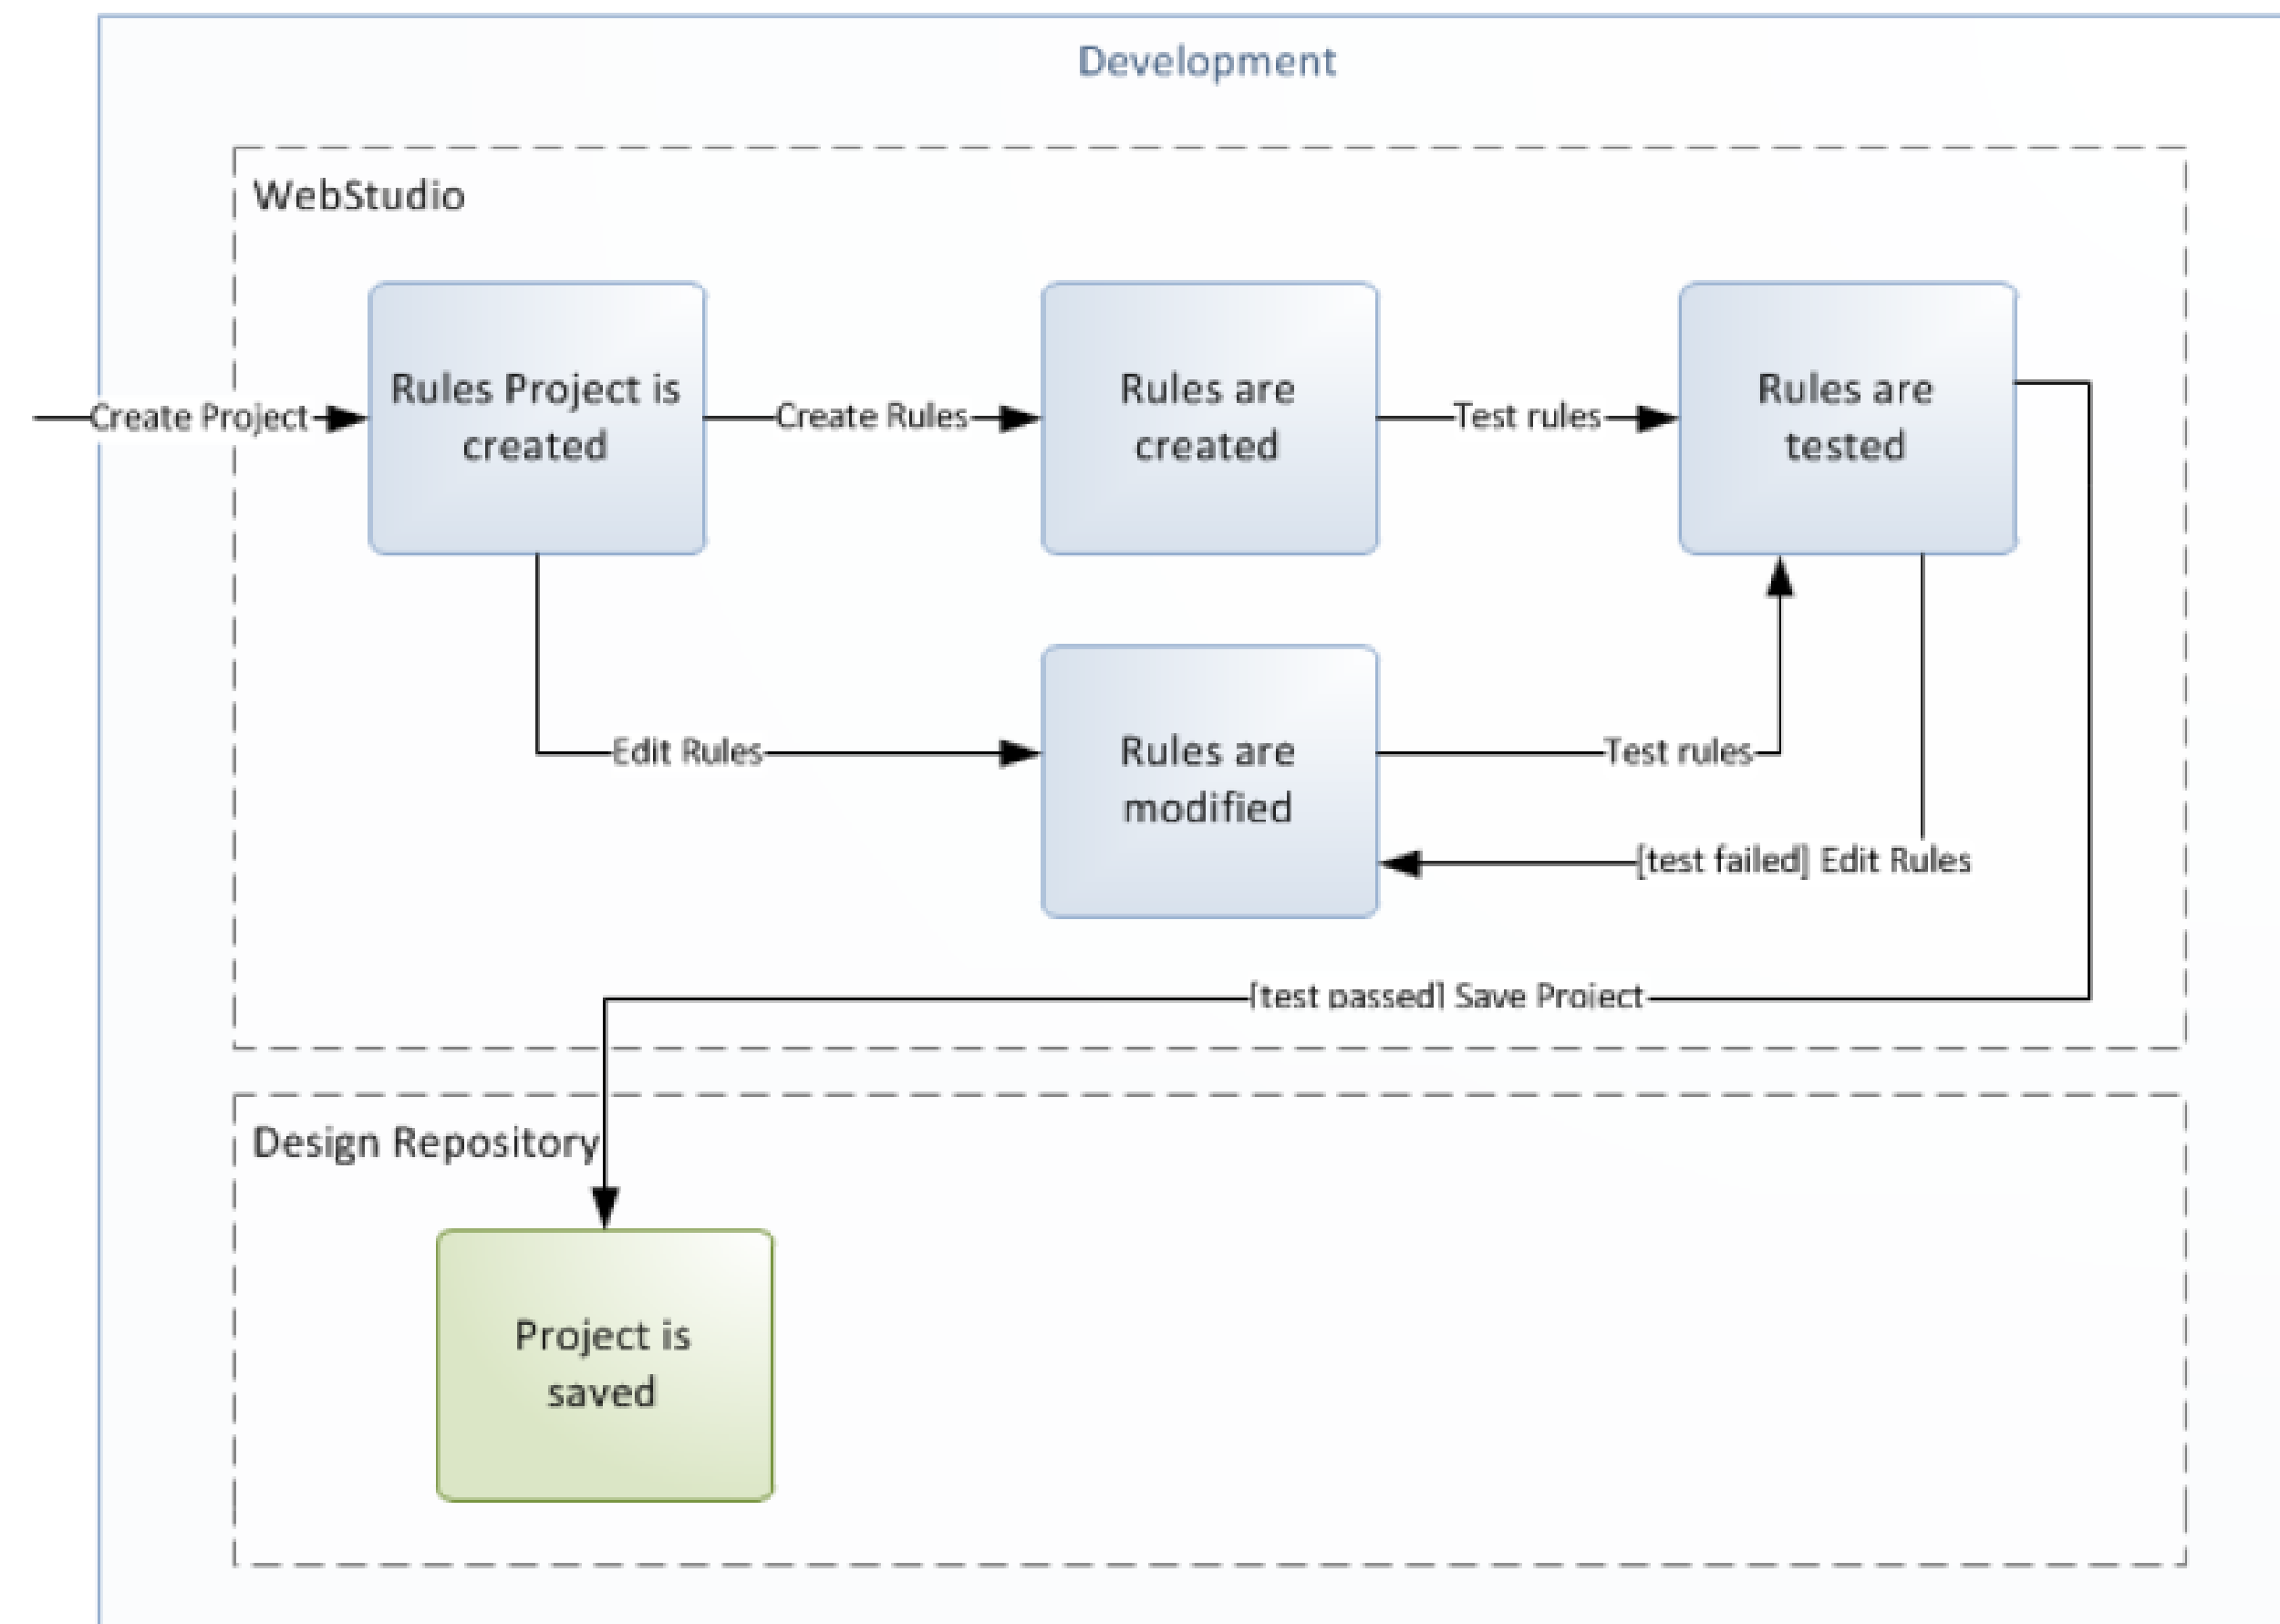 Development
WebStudio
Rules Project is
created
Rules are
created
Rules are
tested
Create Project
Create Rules
Test rules
Rules are
modified
Edit Rules
Test rules
[test failed] Edit Rules
[test passed] Save Project
Design Repository
Project is
saved